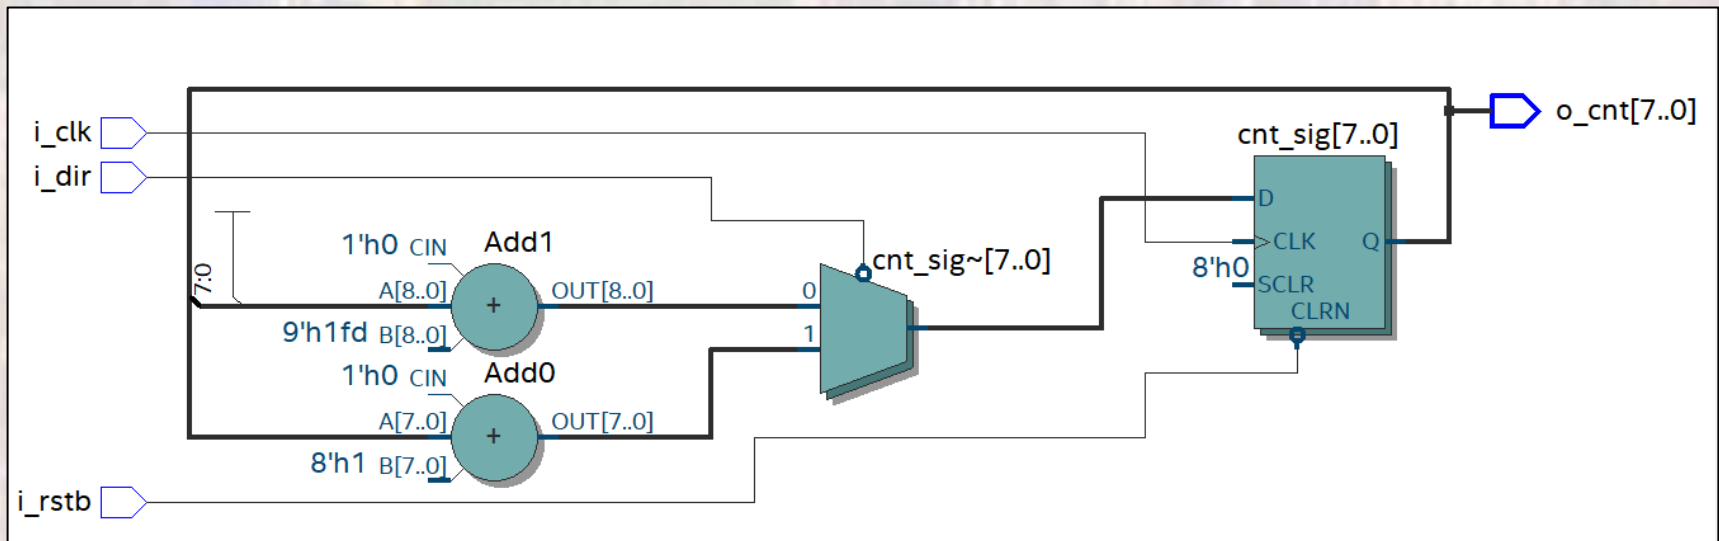 i_clk
i_dir
i_rstb
7:0
1'h0 CIN
Add1
A[8..0]
OUT[8..0]
9'h1fd B[8..0]
+
1'h0 CIN
Add0
A[7..0]
OUT[7..0]
8'h1 B[7..0]
+
cnt_sig~[7..0]
0
1
cnt_sig[7..0]
D
CLK
Q
8'h0
SCLR
CLRN
o_cnt[7..0]